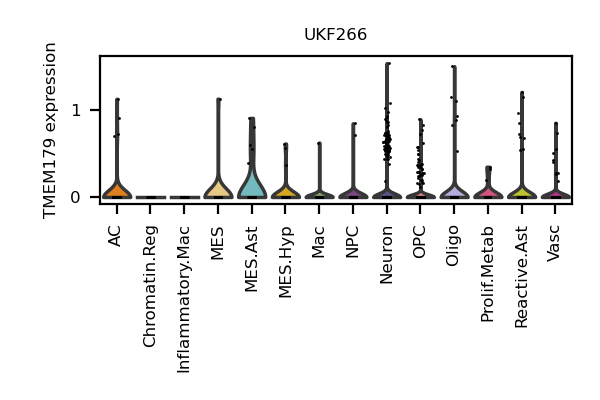 UKF266
TMEM179 expression
1
0
AC
Chromatin.Reg
Inflammatory.Mac
MES
MES.Ast
MES.Hyp
Mac
NPC
Neuron
OPC
Oligo
Prolif.Metab
Reactive.Ast
Vasc